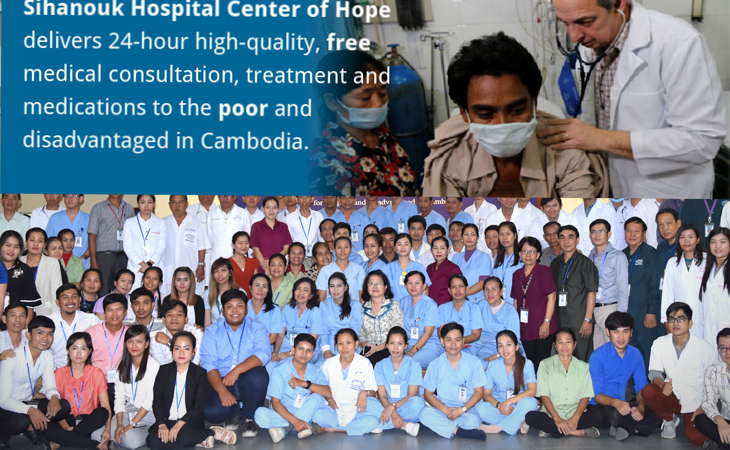 Sihanouk Hospital Center of Hope
delivers 24-hour high-quality, free
medical consultation, treatment and
medications to the poor and
disadvantaged in Cambodia.